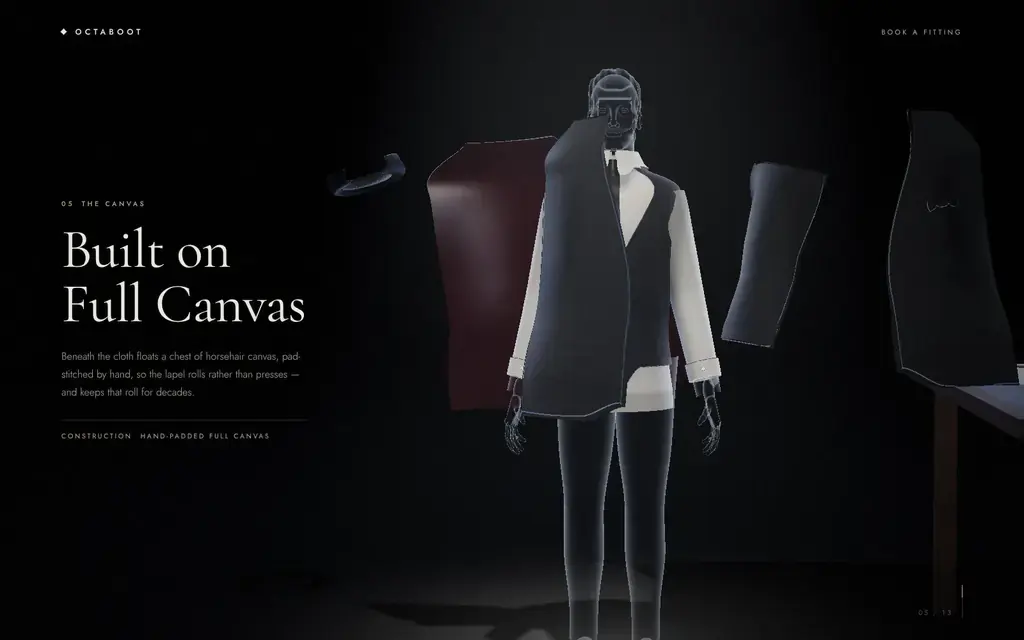 OCTABOOT
BOOK A FITTING
05 THE CANVAS
Built on
Full Canvas
Beneath the cloth floats a chest of horsehair canvas, pad-
stitched by hand, so the lapel rolls rather than presses —
and keeps that roll for decades.
CONSTRUCTION HAND-PADDED FULL CANVAS
05 / 13